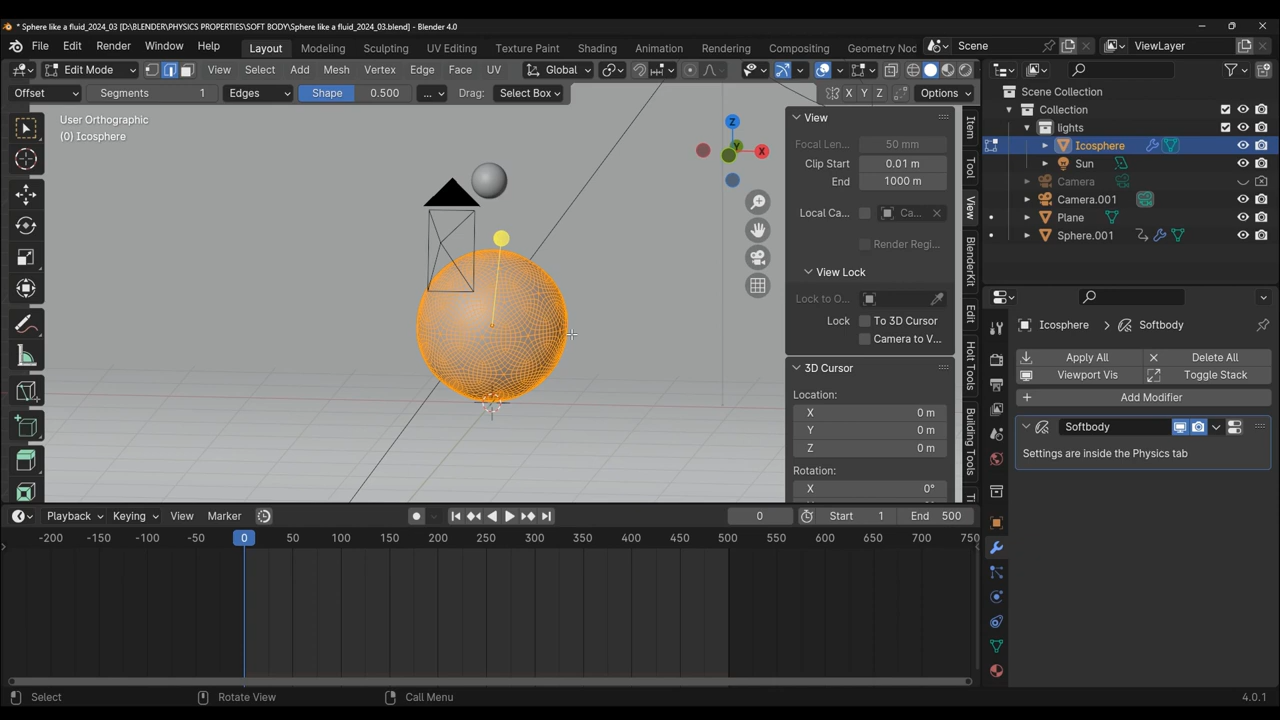 * Sphere like a fluid_2024_03 [D:\BLENDER\PHYSICS PROPERTIES\SOFT BODY\Sphere like a fluid_2024_03.blend] - Blender 4.0
File Edit Render Window Help Layout Modeling Sculpting UV Editing Texture Paint Shading Animation Rendering Compositing Geometry Noc Scene ViewLayer
Edit Mode View Select Add Mesh Vertex Edge Face UV Global
Offset Segments 1 Edges Shape 0.500 ... Drag: Select Box X Y Z Options
User Orthographic
(0) Icosphere
Z
Y
X
View
Focal Len... 50 mm
Clip Start 0.01 m
End 1000 m
Local Ca... Ca...
Render Regi...
View Lock
Lock to O...
Lock To 3D Cursor
Camera to V...
3D Cursor
Location:
X 0 m
Y 0 m
Z 0 m
Rotation:
X 0°
Item
Tool
View
BlenderKit
Edit
Holt Tools
Building Tools
Scene Collection
Collection
lights
Icosphere
Sun
Camera
Camera.001
Plane
Sphere.001
Icosphere > Softbody
Apply All Delete All
Viewport Vis Toggle Stack
Add Modifier
Softbody
Settings are inside the Physics tab
Playback Keying View Marker 0 Start 1 End 500
-200 -150 -100 -50 0 50 100 150 200 250 300 350 400 450 500 550 600 650 700 750
Select Rotate View Call Menu 4.0.1